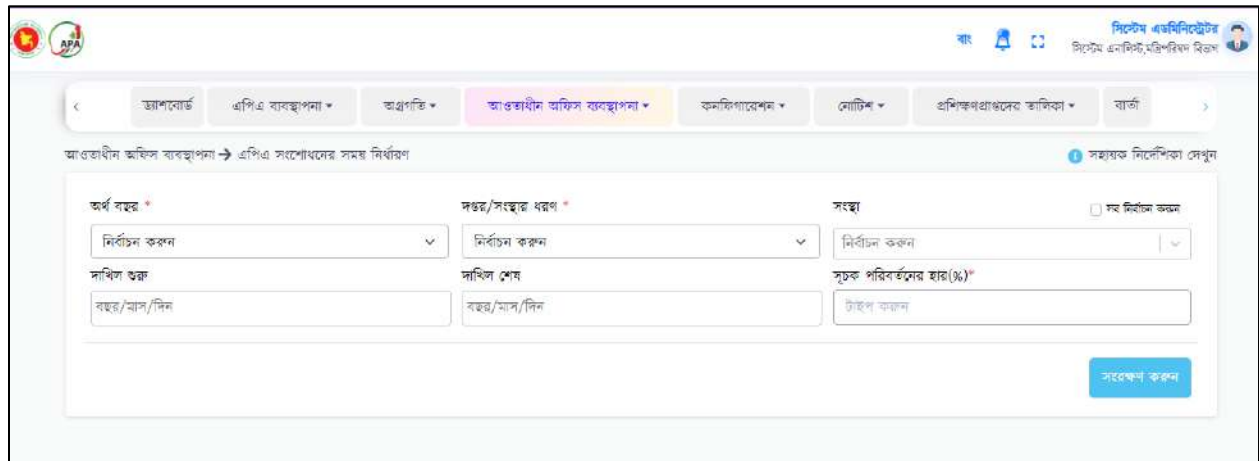 APA
বাং
সিস্টেম এডমিনিস্ট্রেটর
সিস্টেম এনালিস্ট,মন্ত্রিপরিষদ বিভাগ
ড্যাশবোর্ড এপিএ ব্যবস্থাপনা অগ্রগতি আওতাধীন অফিস ব্যবস্থাপনা কনফিগারেশন নোটিশ প্রশিক্ষণপ্রাপ্তদের তালিকা বার্তা
আওতাধীন অফিস ব্যবস্থাপনা → এপিএ সংশোধনের সময় নির্ধারণ সহায়ক নির্দেশিকা দেখুন
অর্থ বছর * দপ্তর/সংস্থার ধরণ * সংস্থা সব নির্বাচন করুন
নির্বাচন করুন নির্বাচন করুন নির্বাচন করুন
দাখিল শুরু দাখিল শেষ সূচক পরিবর্তনের হার(%)*
বছর/মাস/দিন বছর/মাস/দিন টাইপ করুন
সংরক্ষণ করুন